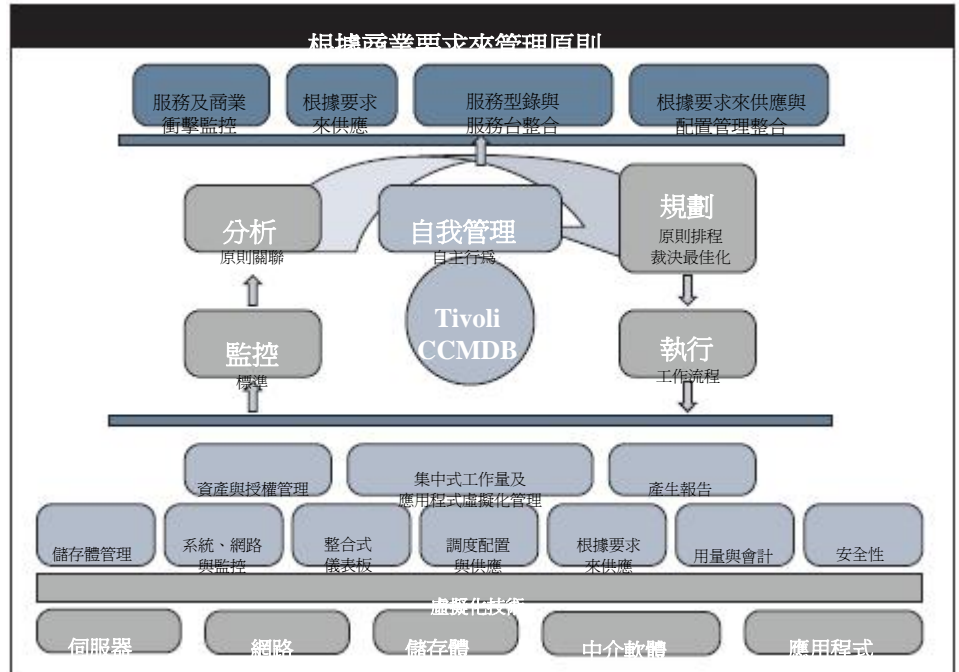 根據商業要求來管理原則
服務及商業
衝擊監控
根據要求
來供應
服務型錄與
服務台整合
根據要求來供應與
配置管理整合
分析
原則關聯
自我管理
自主行為
規劃
原則排程
裁決最佳化
Tivoli
CCMDB
監控
標準
執行
工作流程
資產與授權管理
集中式工作量及
應用程式虛擬化管理
產生報告
儲存體管理
系統、網路
與監控
整合式
儀表板
調度配置
與供應
根據要求
來供應
用量與會計
安全性
虛擬化技術
伺服器
網路
儲存體
中介軟體
應用程式